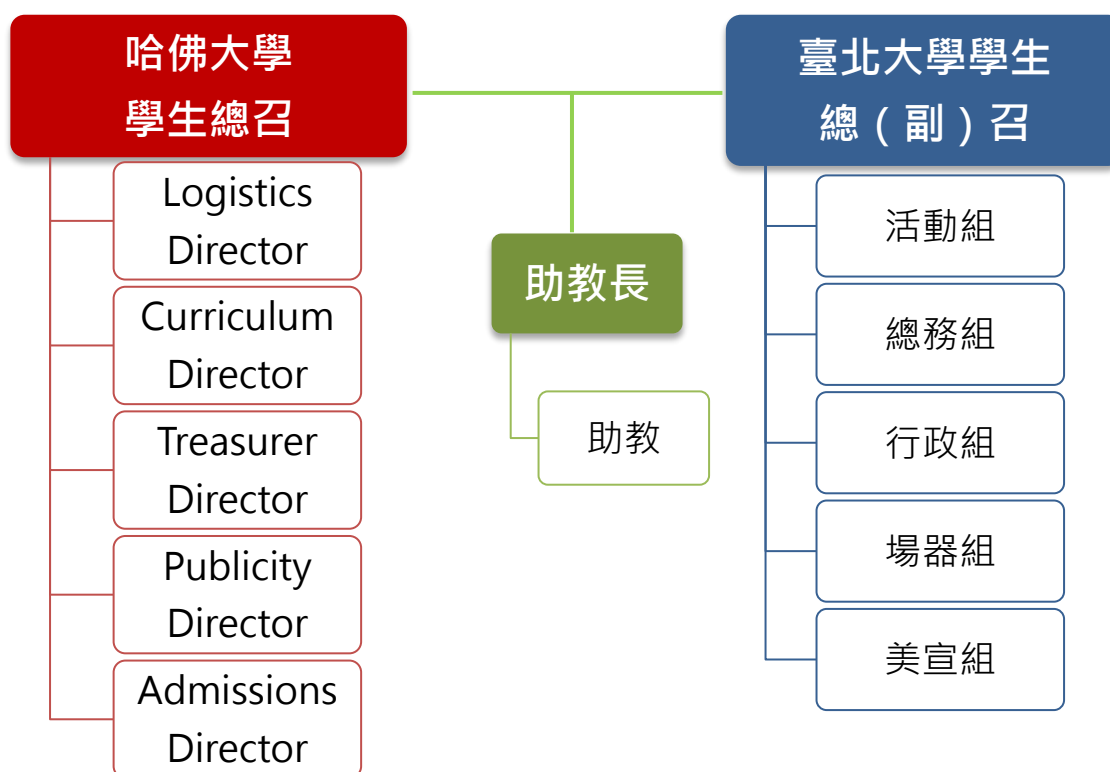 哈佛大學
學生總召
Logistics
Director
Curriculum
Director
Treasurer
Director
Publicity
Director
Admissions
Director
助教長
助教
臺北大學學生
總（副）召
活動組
總務組
行政組
場器組
美宣組